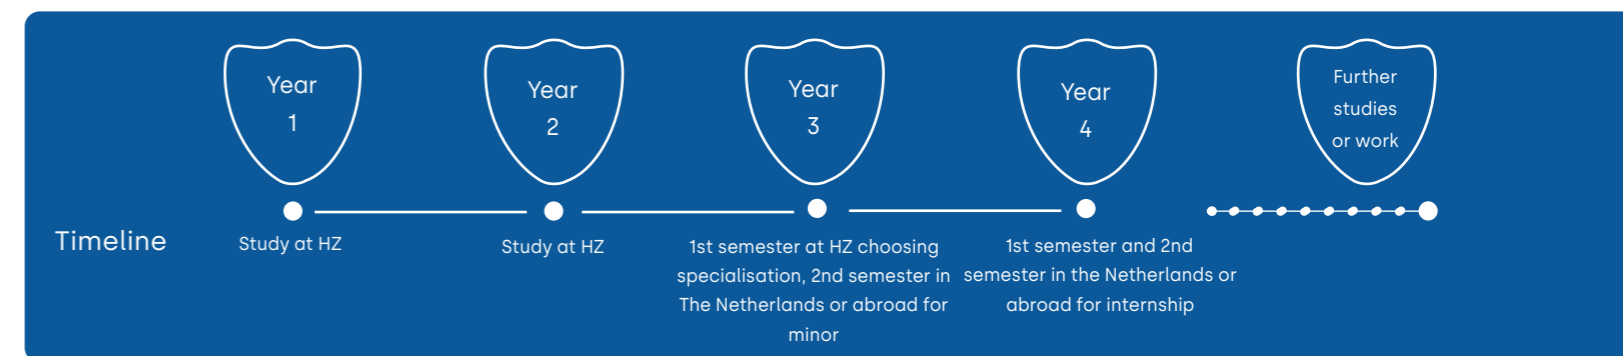 Year
1
Year
2
Year
3
Year
4
Further
studies
or work
Timeline
Study at HZ
Study at HZ
1st semester at HZ choosing
specialisation, 2nd semester in
The Netherlands or abroad for
minor
1st semester and 2nd
semester in the Netherlands or
abroad for internship